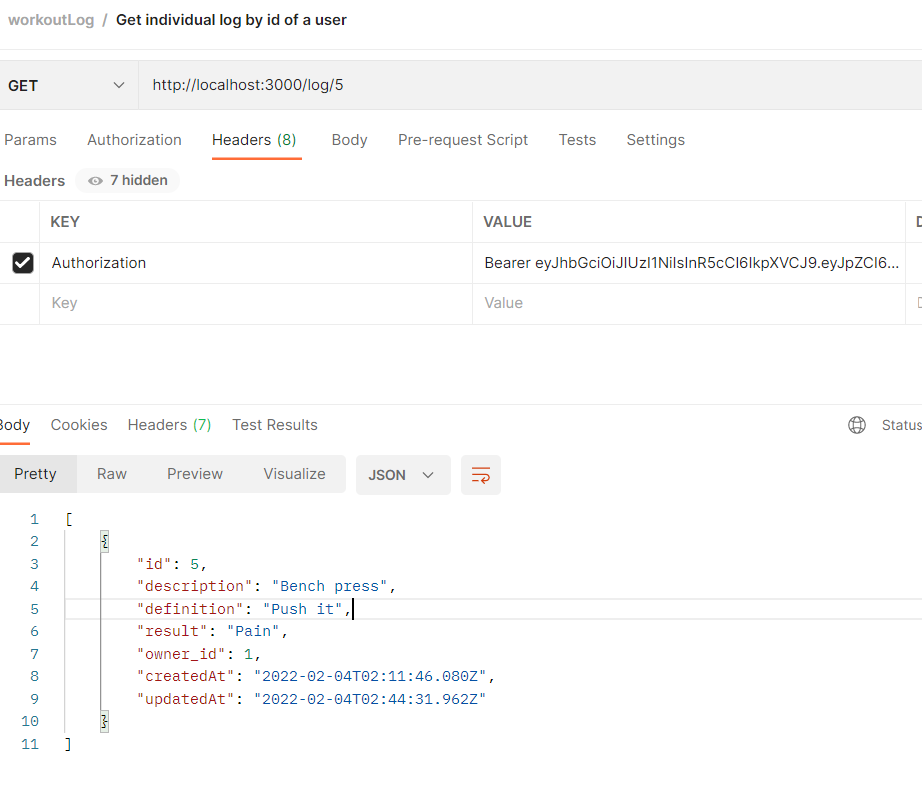 workoutLog / Get individual log by id of a user
GET http://localhost:3000/log/5
Params Authorization Headers (8) Body Pre-request Script Tests Settings
Headers 7 hidden
KEY VALUE D
Authorization Bearer eyJhbGciOiJIUzI1NiIsInR5cCI6IkpXVCJ9.eyJpZCI6...
Key Value D
Body Cookies Headers (7) Test Results Status
Pretty Raw Preview Visualize JSON
1 [
2 {
3 "id": 5,
4 "description": "Bench press",
5 "definition": "Push it",
6 "result": "Pain",
7 "owner_id": 1,
8 "createdAt": "2022-02-04T02:11:46.080Z",
9 "updatedAt": "2022-02-04T02:44:31.962Z"
10 }
11 ]